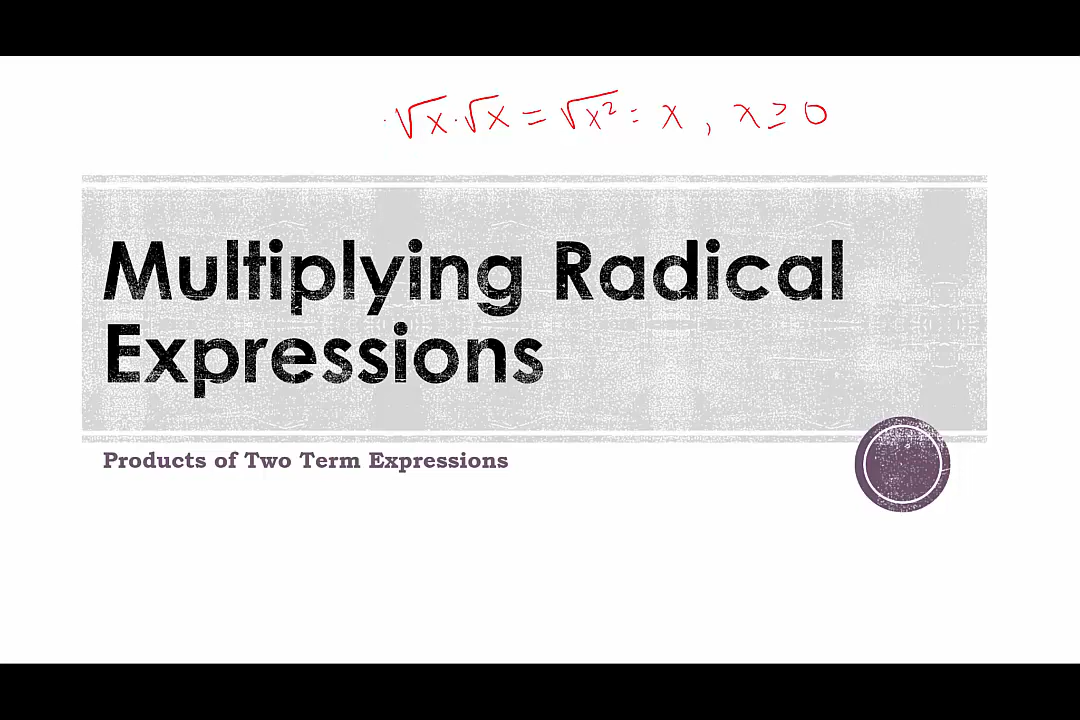 √x · √x = √x² = x , x ≥ 0
Multiplying Radical
Expressions
Products of Two Term Expressions